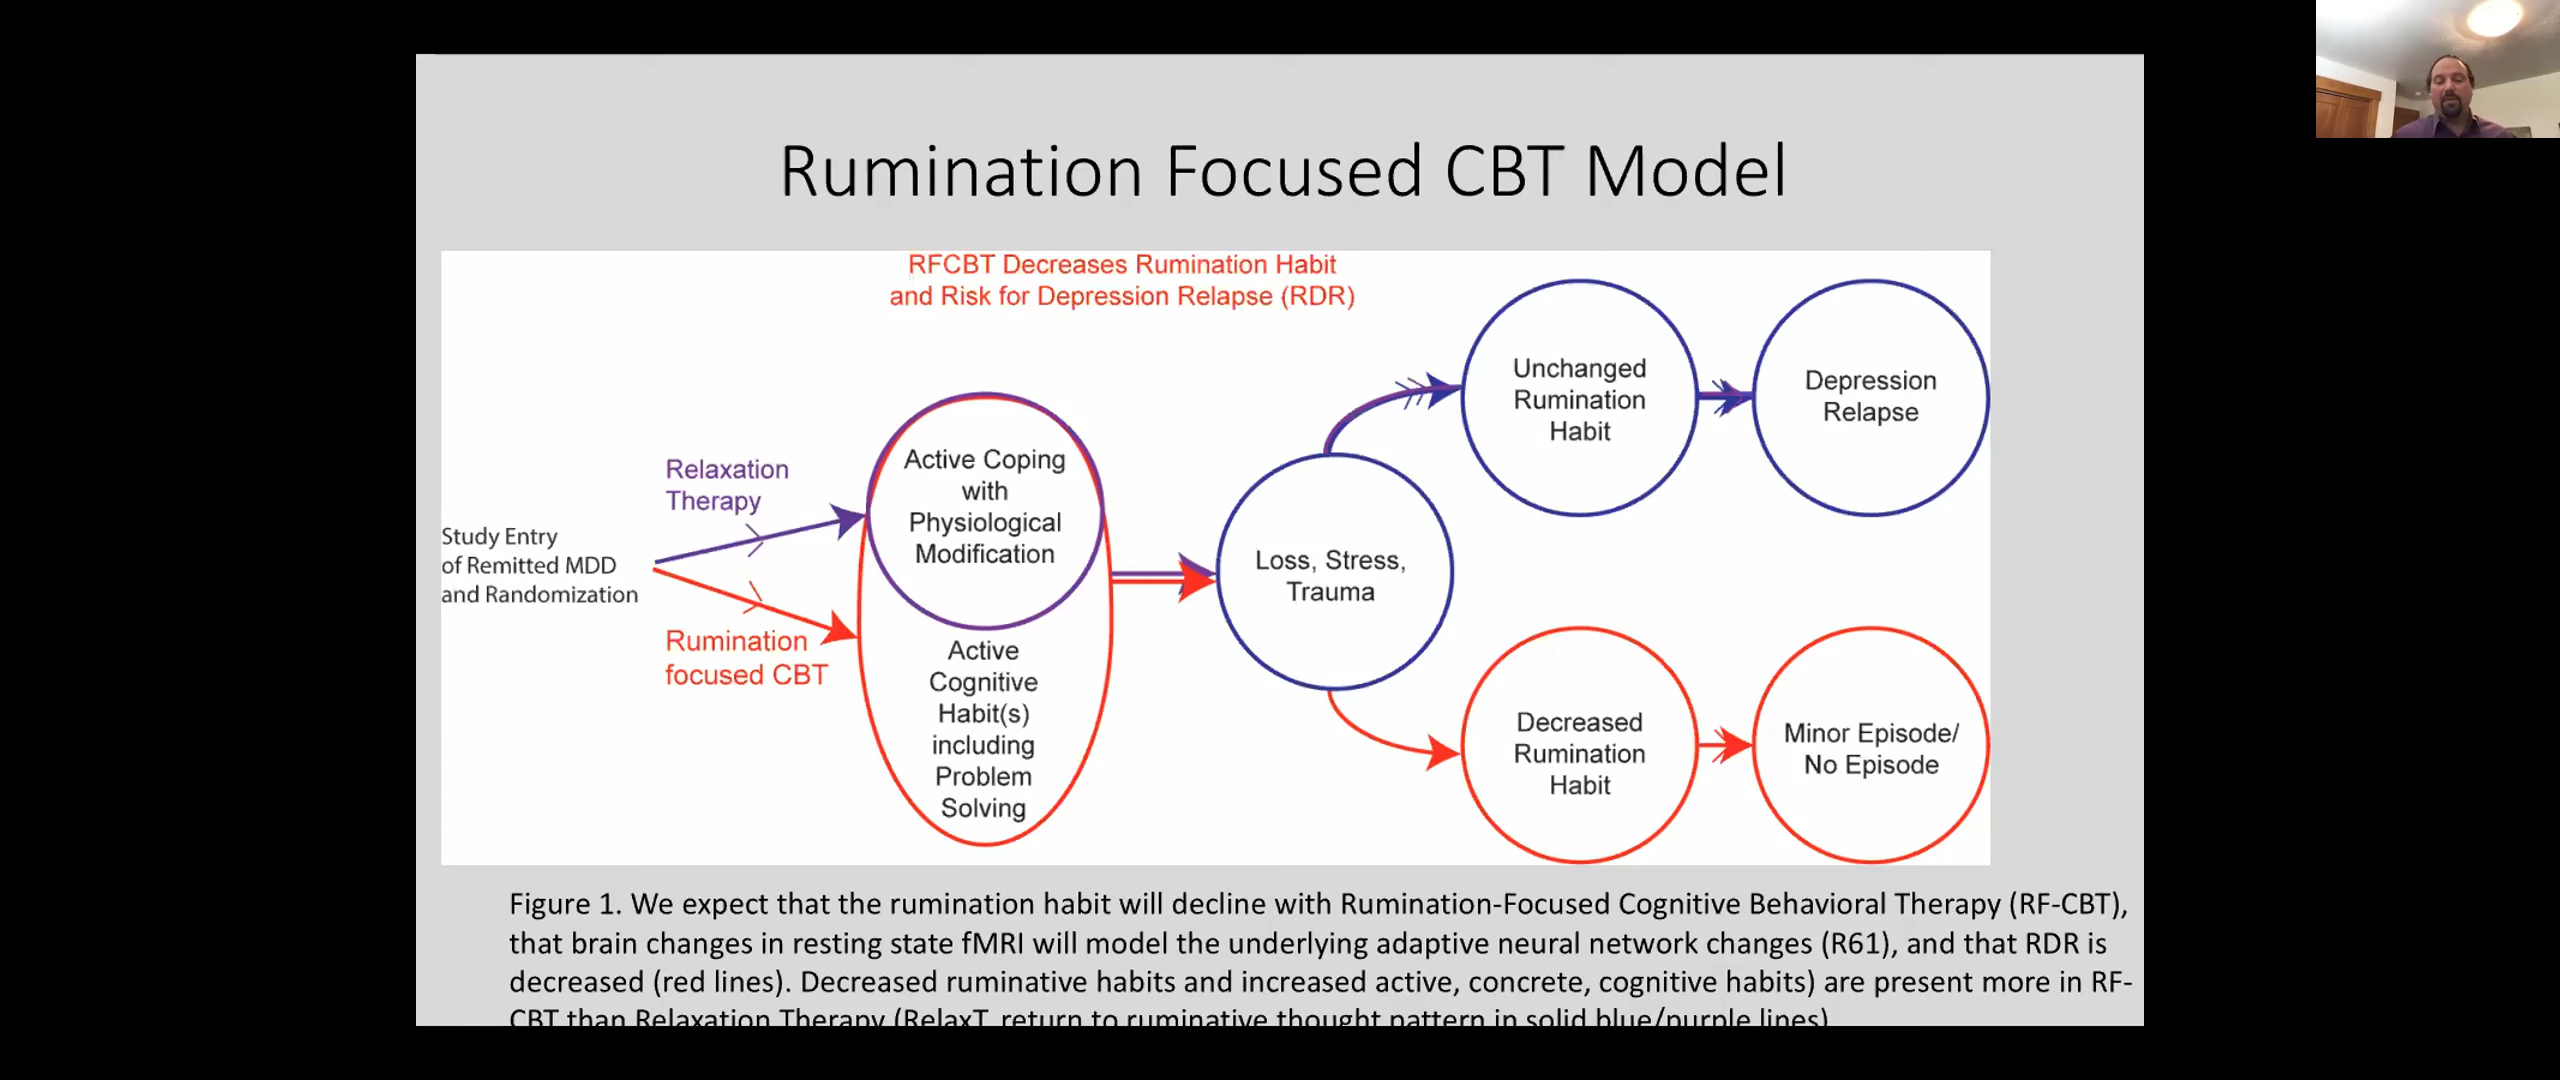 Rumination Focused CBT Model
RFCBT Decreases Rumination Habit
and Risk for Depression Relapse (RDR)
Study Entry
of Remitted MDD
and Randomization
Relaxation
Therapy
Rumination
focused CBT
Active Coping
with
Physiological
Modification
Active
Cognitive
Habit(s)
including
Problem
Solving
Loss, Stress,
Trauma
Unchanged
Rumination
Habit
Depression
Relapse
Decreased
Rumination
Habit
Minor Episode/
No Episode
Figure 1. We expect that the rumination habit will decline with Rumination-Focused Cognitive Behavioral Therapy (RF-CBT),
that brain changes in resting state fMRI will model the underlying adaptive neural network changes (R61), and that RDR is
decreased (red lines). Decreased ruminative habits and increased active, concrete, cognitive habits) are present more in RF-
CBT than Relaxation Therapy (RelaxT, return to ruminative thought pattern in solid blue/purple lines)